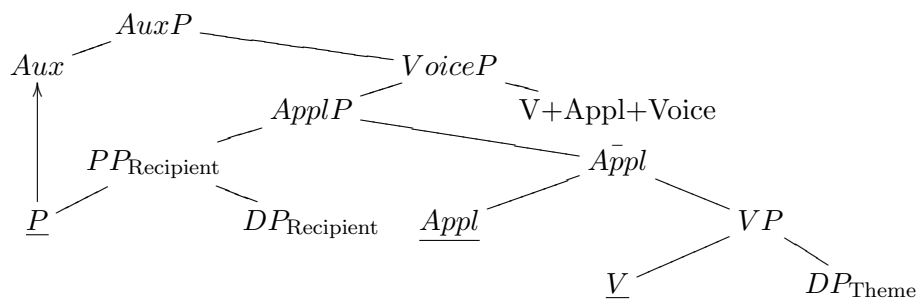 AuxP
Aux VoiceP
ApplP V+Appl+Voice
PP_Recipient Appl̄
P DP_Recipient Appl VP
V DP_Theme